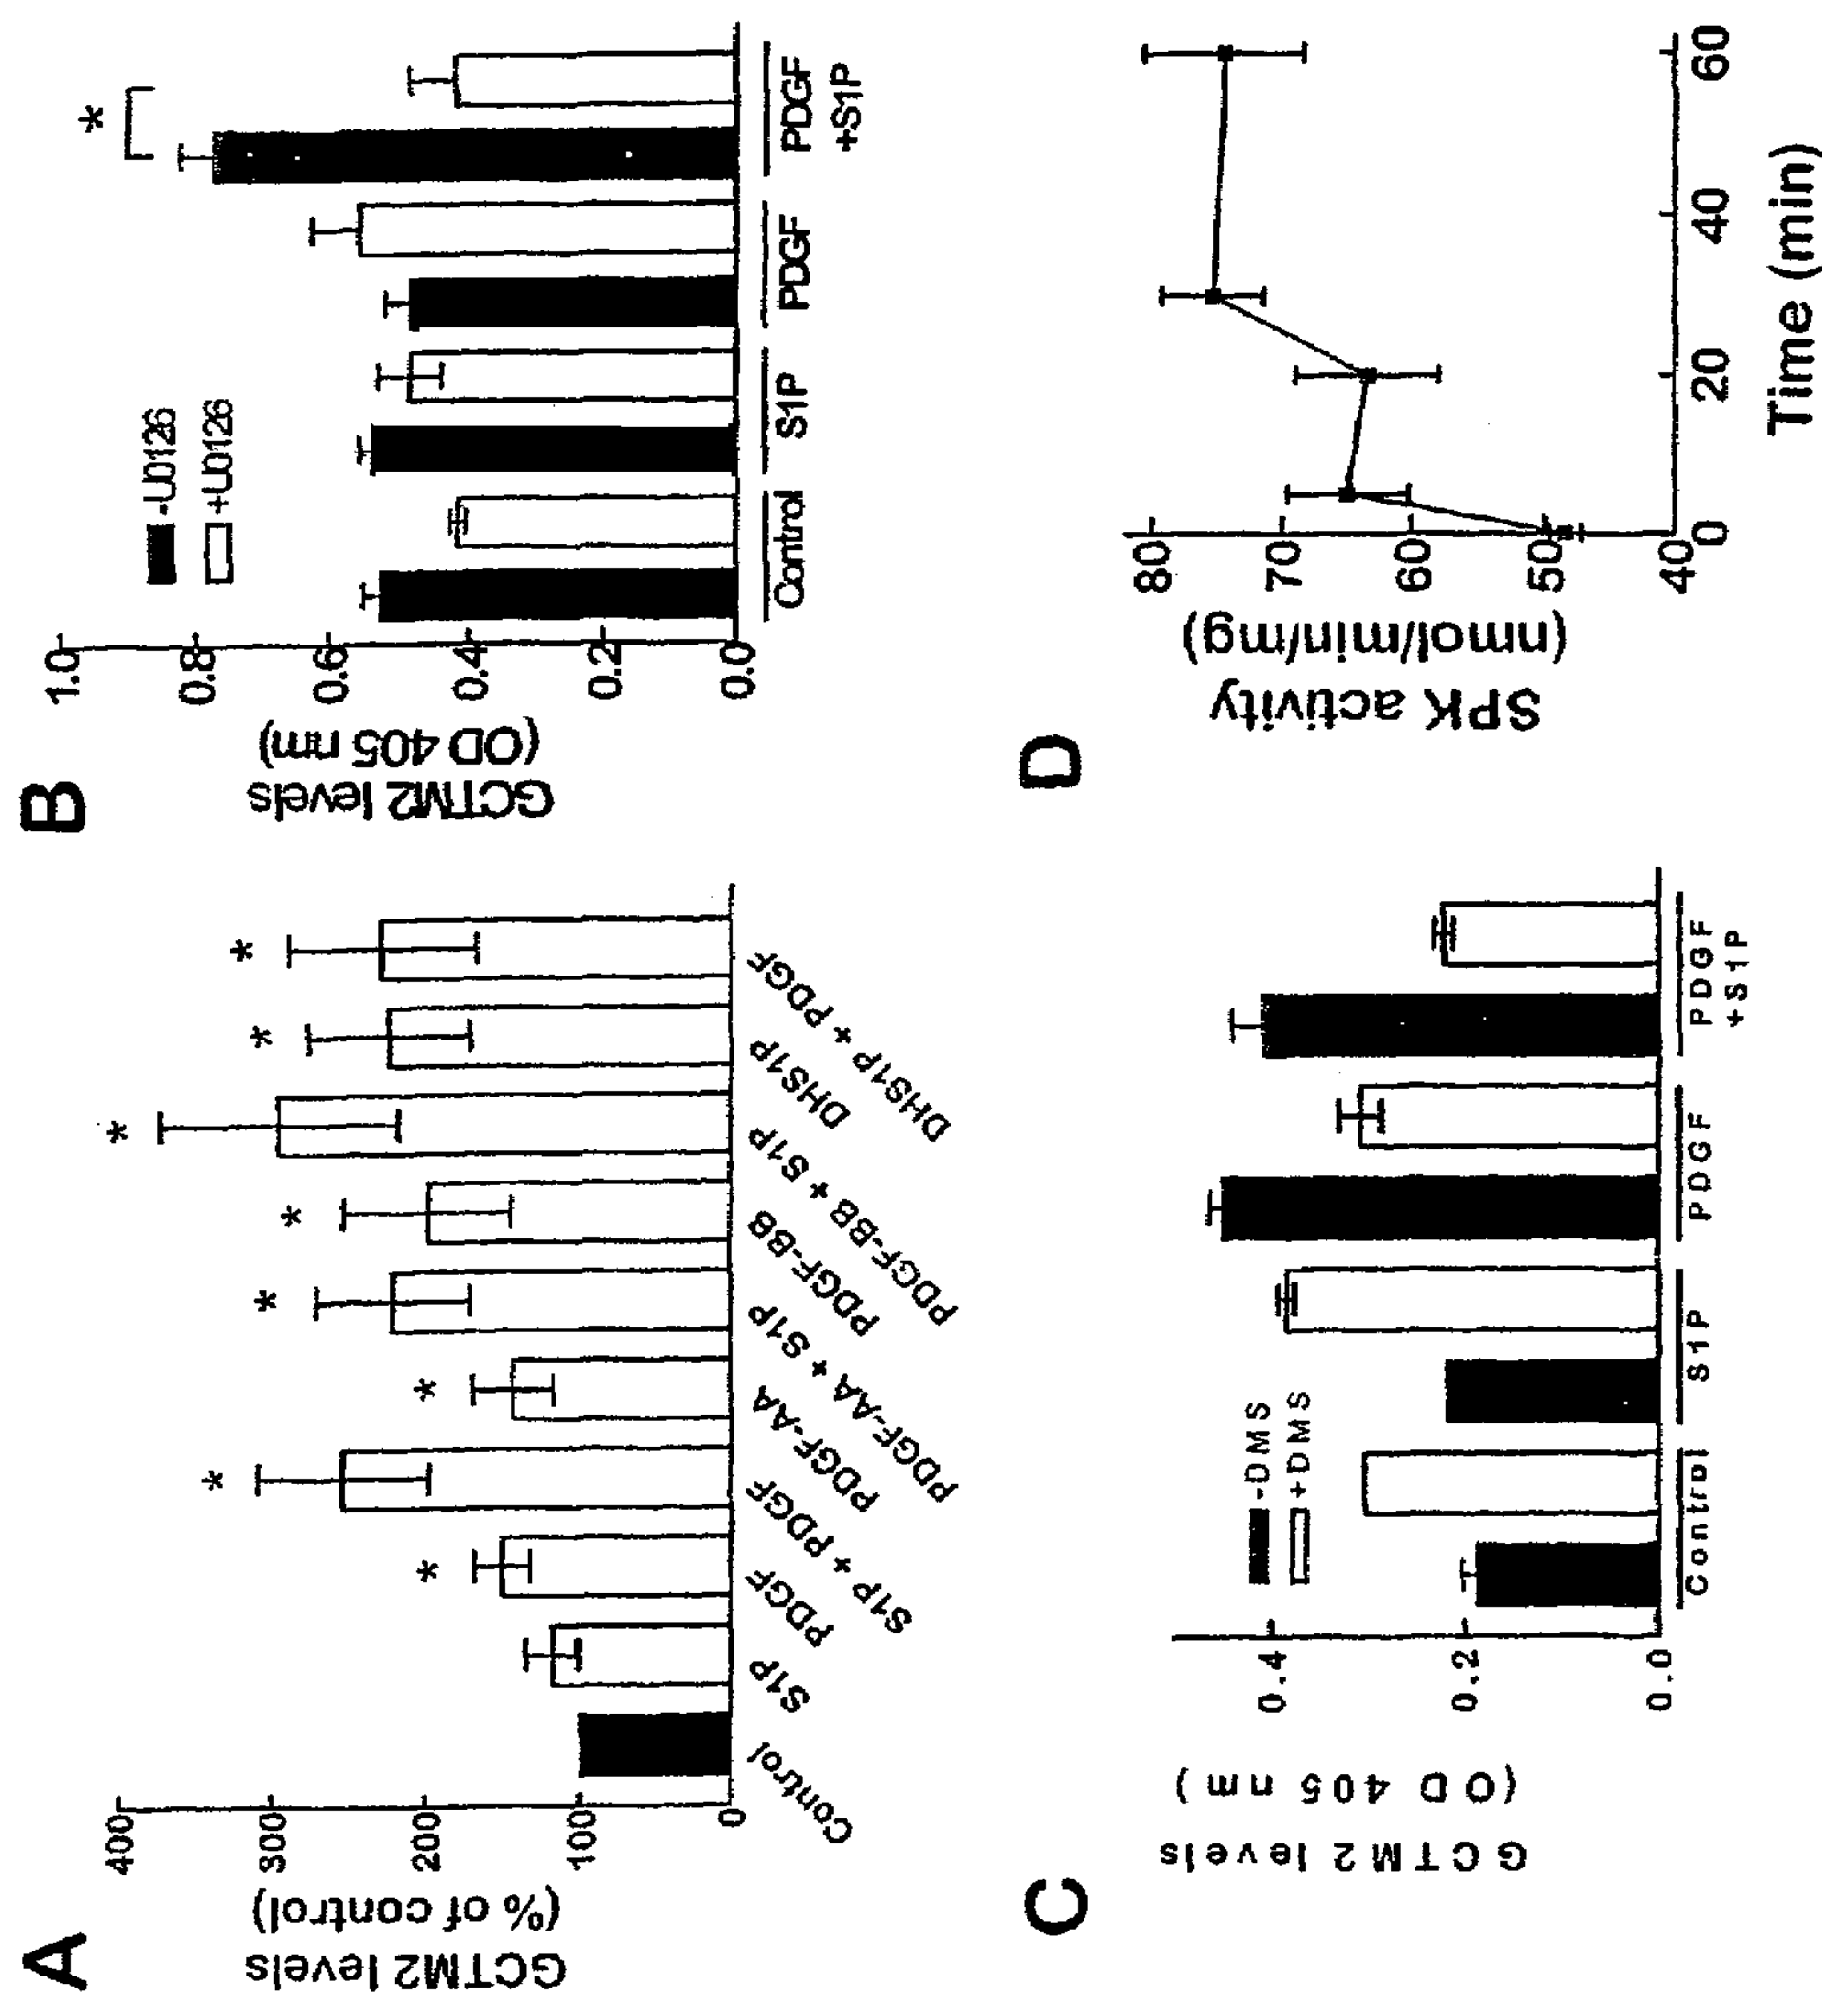 A
GCTM2 levels
(% of control)
400
300
200
100
0
*
*
*
*
*
*
*
*
Control
S1P
PDGF
S1P + PDGF
PDGF-AA
PDGF-AA + S1P
PDGF-BB
PDGF-BB + S1P
DHS1P
DHS1P + PDGF
B
GCTM2 levels
(OD 405 nm)
1.0
0.8
0.6
0.4
0.2
0.0
-U0126
+U0126
*
Control
S1P
PDGF
PDGF
+S1P
C
GCTM2 levels
(OD 405 nm)
0.4
0.2
0.0
-DMS
+DMS
Control
S1P
PDGF
PDGF
+S1P
D
SPK activity
(nmol/min/mg)
80
70
60
50
40
0
20
40
60
Time (min)